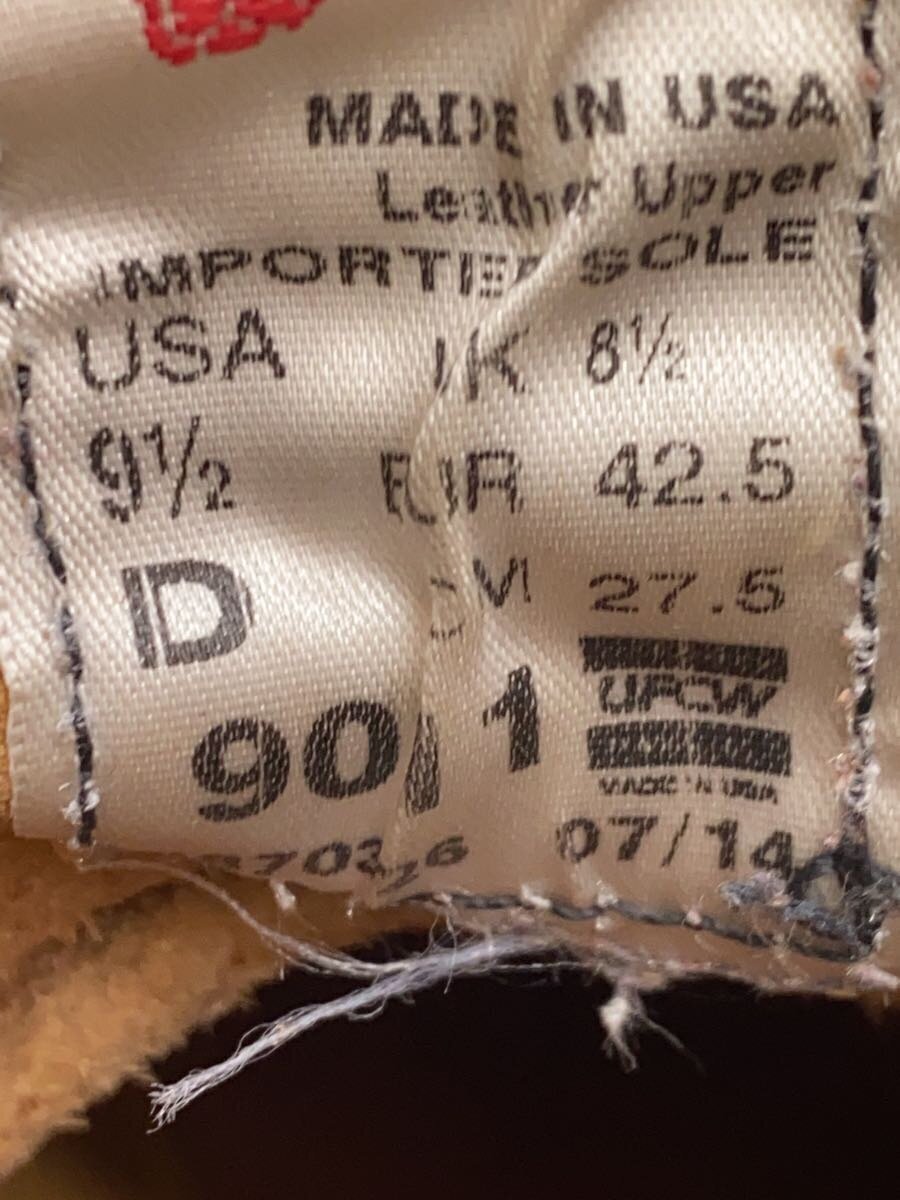 MADE IN USA
Leather Upper
IMPORTED SOLE
USA UK 8½
9½ EUR 42.5
D CM 27.5
UFCW
MADE IN USA
07/14